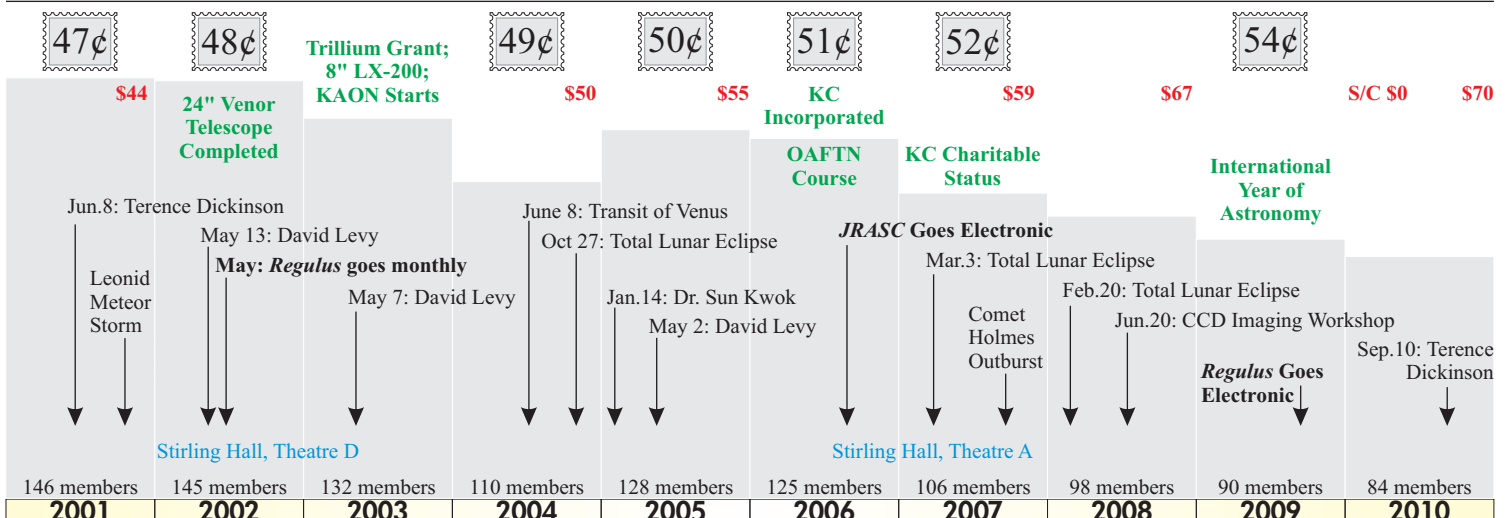 47¢
48¢
49¢
50¢
51¢
52¢
54¢
Trillium Grant;
8" LX-200;
KAON Starts
$44
24" Venor
Telescope
Completed
$50
$55
KC
Incorporated
OAFTN
Course
$59
KC Charitable
Status
$67
International
Year of
Astronomy
S/C $0
$70
Jun.8: Terence Dickinson
Leonid
Meteor
Storm
May 13: David Levy
May: Regulus goes monthly
May 7: David Levy
June 8: Transit of Venus
Oct 27: Total Lunar Eclipse
Jan.14: Dr. Sun Kwok
May 2: David Levy
JRASC Goes Electronic
Mar.3: Total Lunar Eclipse
Comet
Holmes
Outburst
Feb.20: Total Lunar Eclipse
Jun.20: CCD Imaging Workshop
Regulus Goes
Electronic
Sep.10: Terence
Dickinson
Stirling Hall, Theatre D
Stirling Hall, Theatre A
146 members
145 members
132 members
110 members
128 members
125 members
106 members
98 members
90 members
84 members
2001
2002
2003
2004
2005
2006
2007
2008
2009
2010